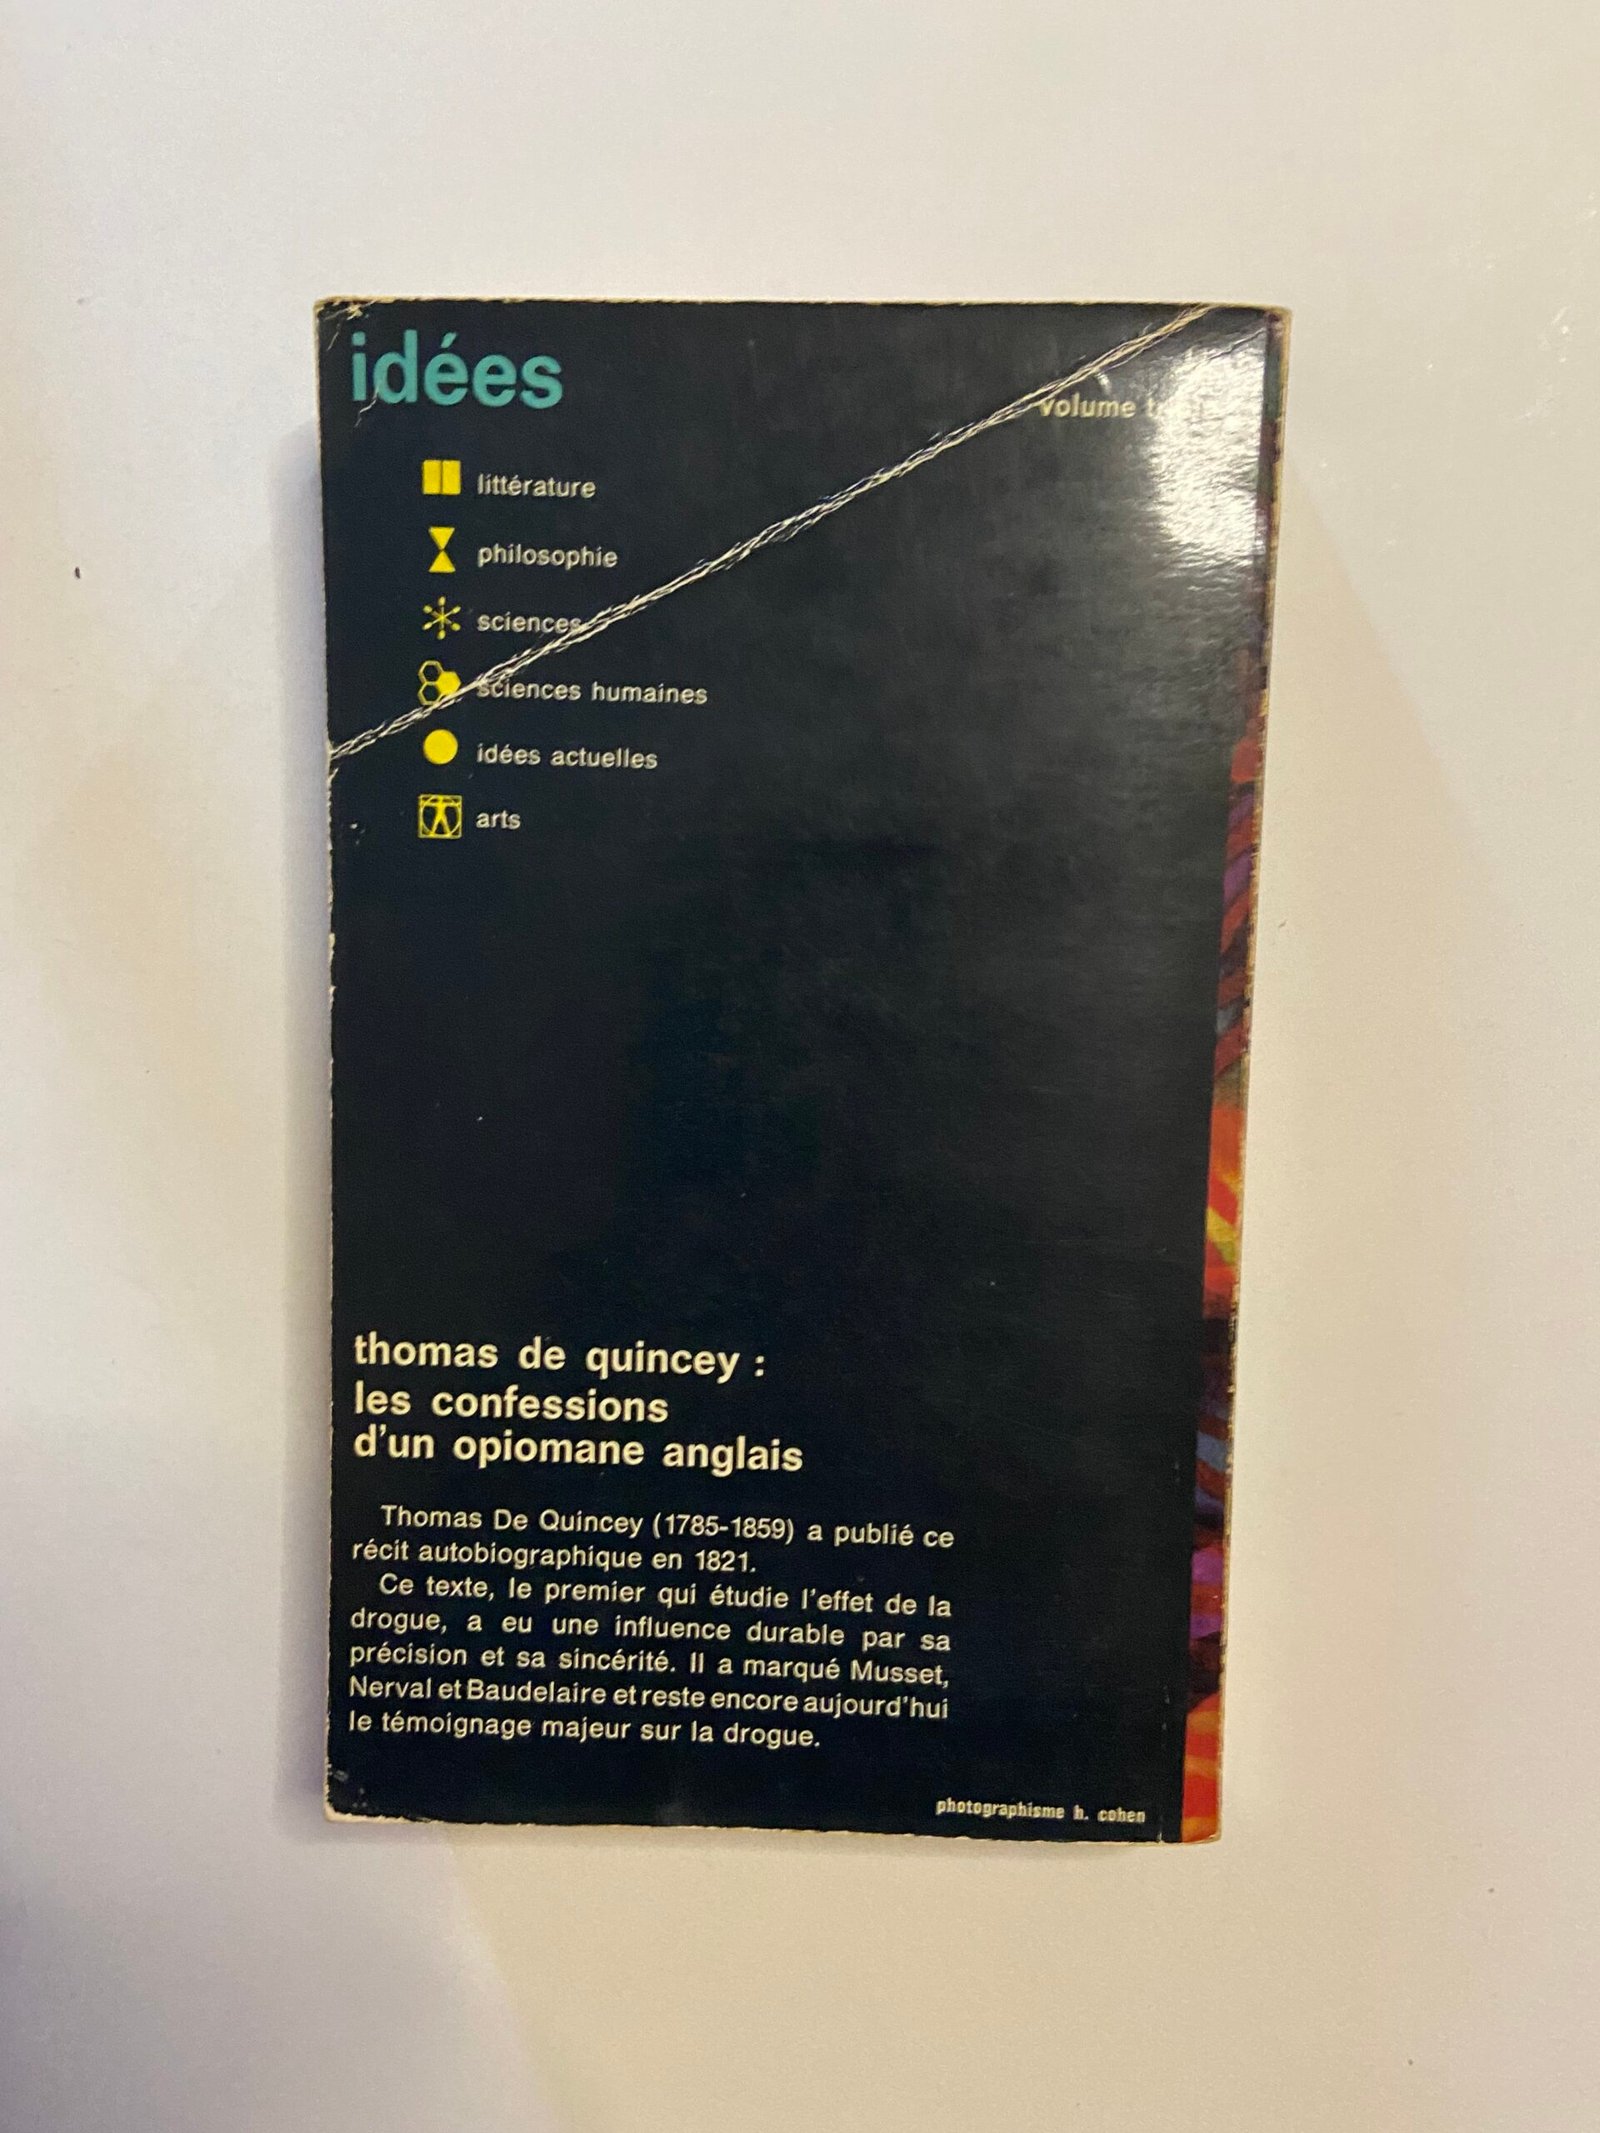 idées
volume
littérature
philosophie
sciences
sciences humaines
idées actuelles
arts
thomas de quincey :
les confessions
d'un opiomane anglais
Thomas De Quincey (1785-1859) a publié ce
récit autobiographique en 1821.
Ce texte, le premier qui étudie l'effet de la
drogue, a eu une influence durable par sa
précision et sa sincérité. Il a marqué Musset,
Nerval et Baudelaire et reste encore aujourd'hui
le témoignage majeur sur la drogue.
photographisme h. cohen